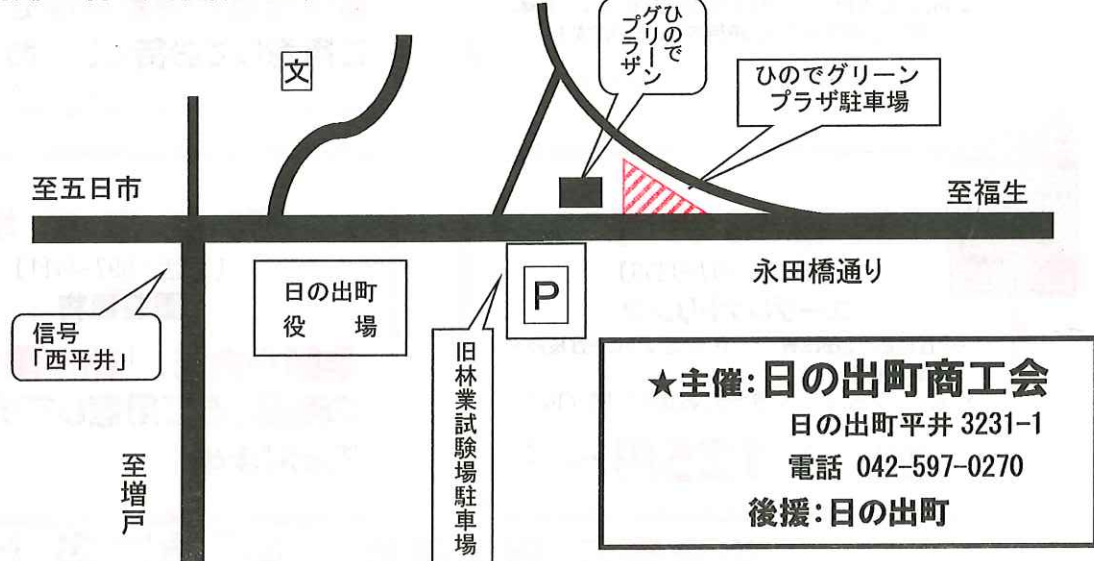 ひので
グリーン
プラザ
文
ひのでグリーン
プラザ駐車場
至五日市
至福生
永田橋通り
日の出町
役　場
P
信号
「西平井」
旧林業試験場駐車場
至増戸
★主催:日の出町商工会
日の出町平井 3231-1
電話 042-597-0270
後援:日の出町